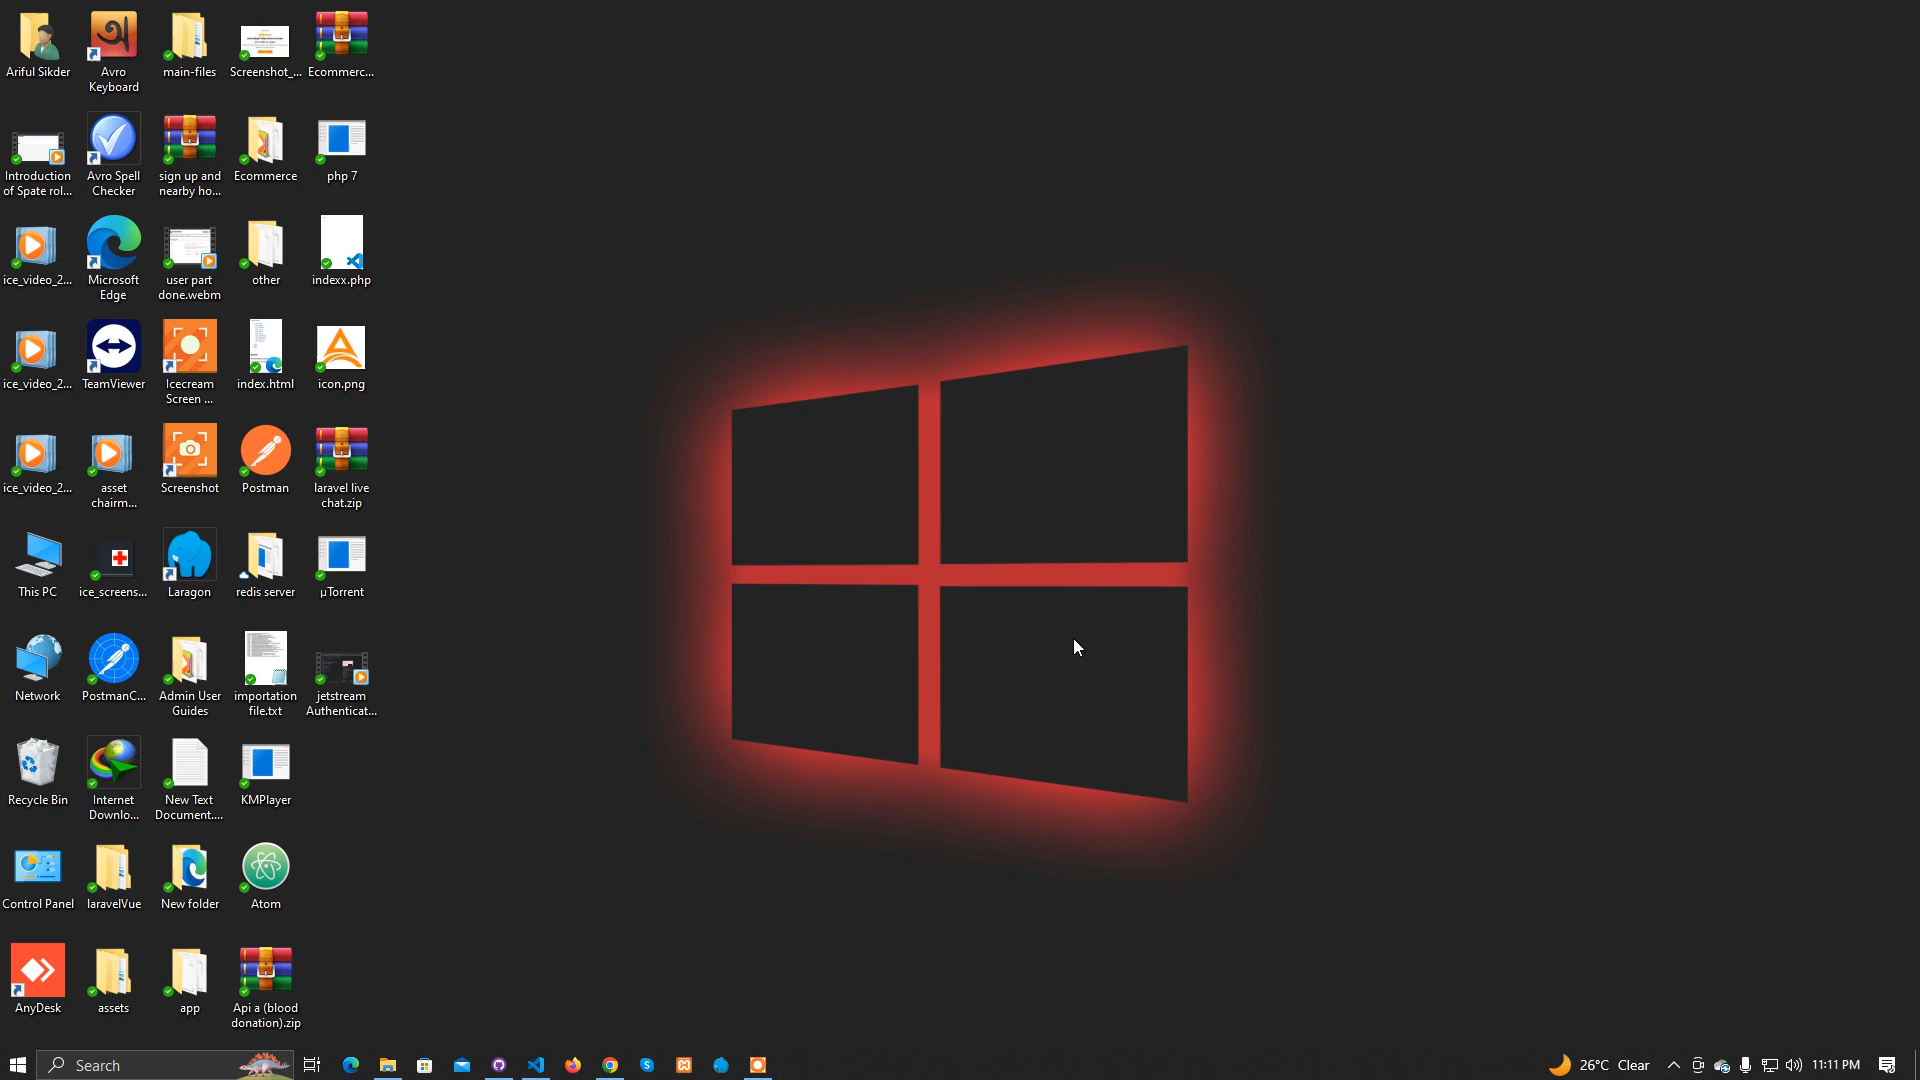 Ariful Sikder
Avro
Keyboard
main-files
Screenshot_...
Ecommerc...
Introduction
of Spate rol...
Avro Spell
Checker
sign up and
nearby ho...
Ecommerce
php 7
ice_video_2...
Microsoft
Edge
user part
done.webm
other
indexx.php
ice_video_2...
TeamViewer
Icecream
Screen ...
index.html
icon.png
ice_video_2...
asset
chairm...
Screenshot
Postman
laravel live
chat.zip
This PC
ice_screens...
Laragon
redis server
µTorrent
Network
PostmanC...
Admin User
Guides
importation
file.txt
jetstream
Authenticat...
Recycle Bin
Internet
Downlo...
New Text
Document....
KMPlayer
Control Panel
laravelVue
New folder
Atom
AnyDesk
assets
app
Api a (blood
donation).zip
Search
26°C Clear
11:11 PM